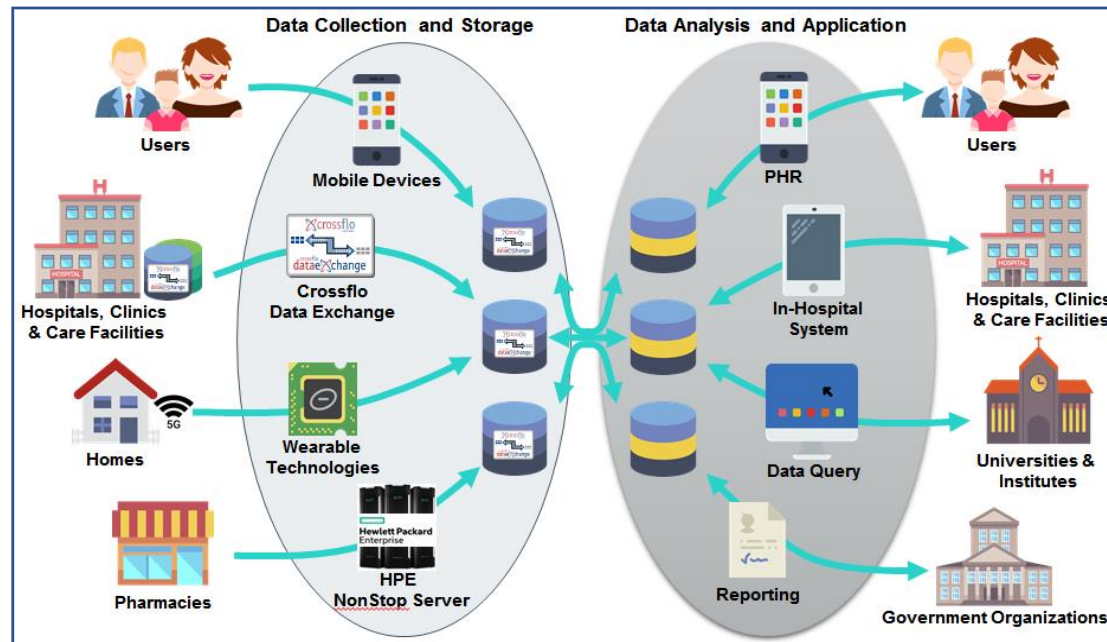 Data Collection and Storage
Data Analysis and Application
Users
Mobile Devices
PHR
Users
crossflo
crossflo
dataeXchange
HOSPITAL
Hospitals, Clinics
& Care Facilities
Crossflo
Data Exchange
In-Hospital
System
HOSPITAL
Hospitals, Clinics
& Care Facilities
5G
Homes
Wearable
Technologies
Data Query
Universities &
Institutes
Hewlett Packard
Enterprise
Pharmacies
HPE
NonStop Server
Reporting
Government Organizations